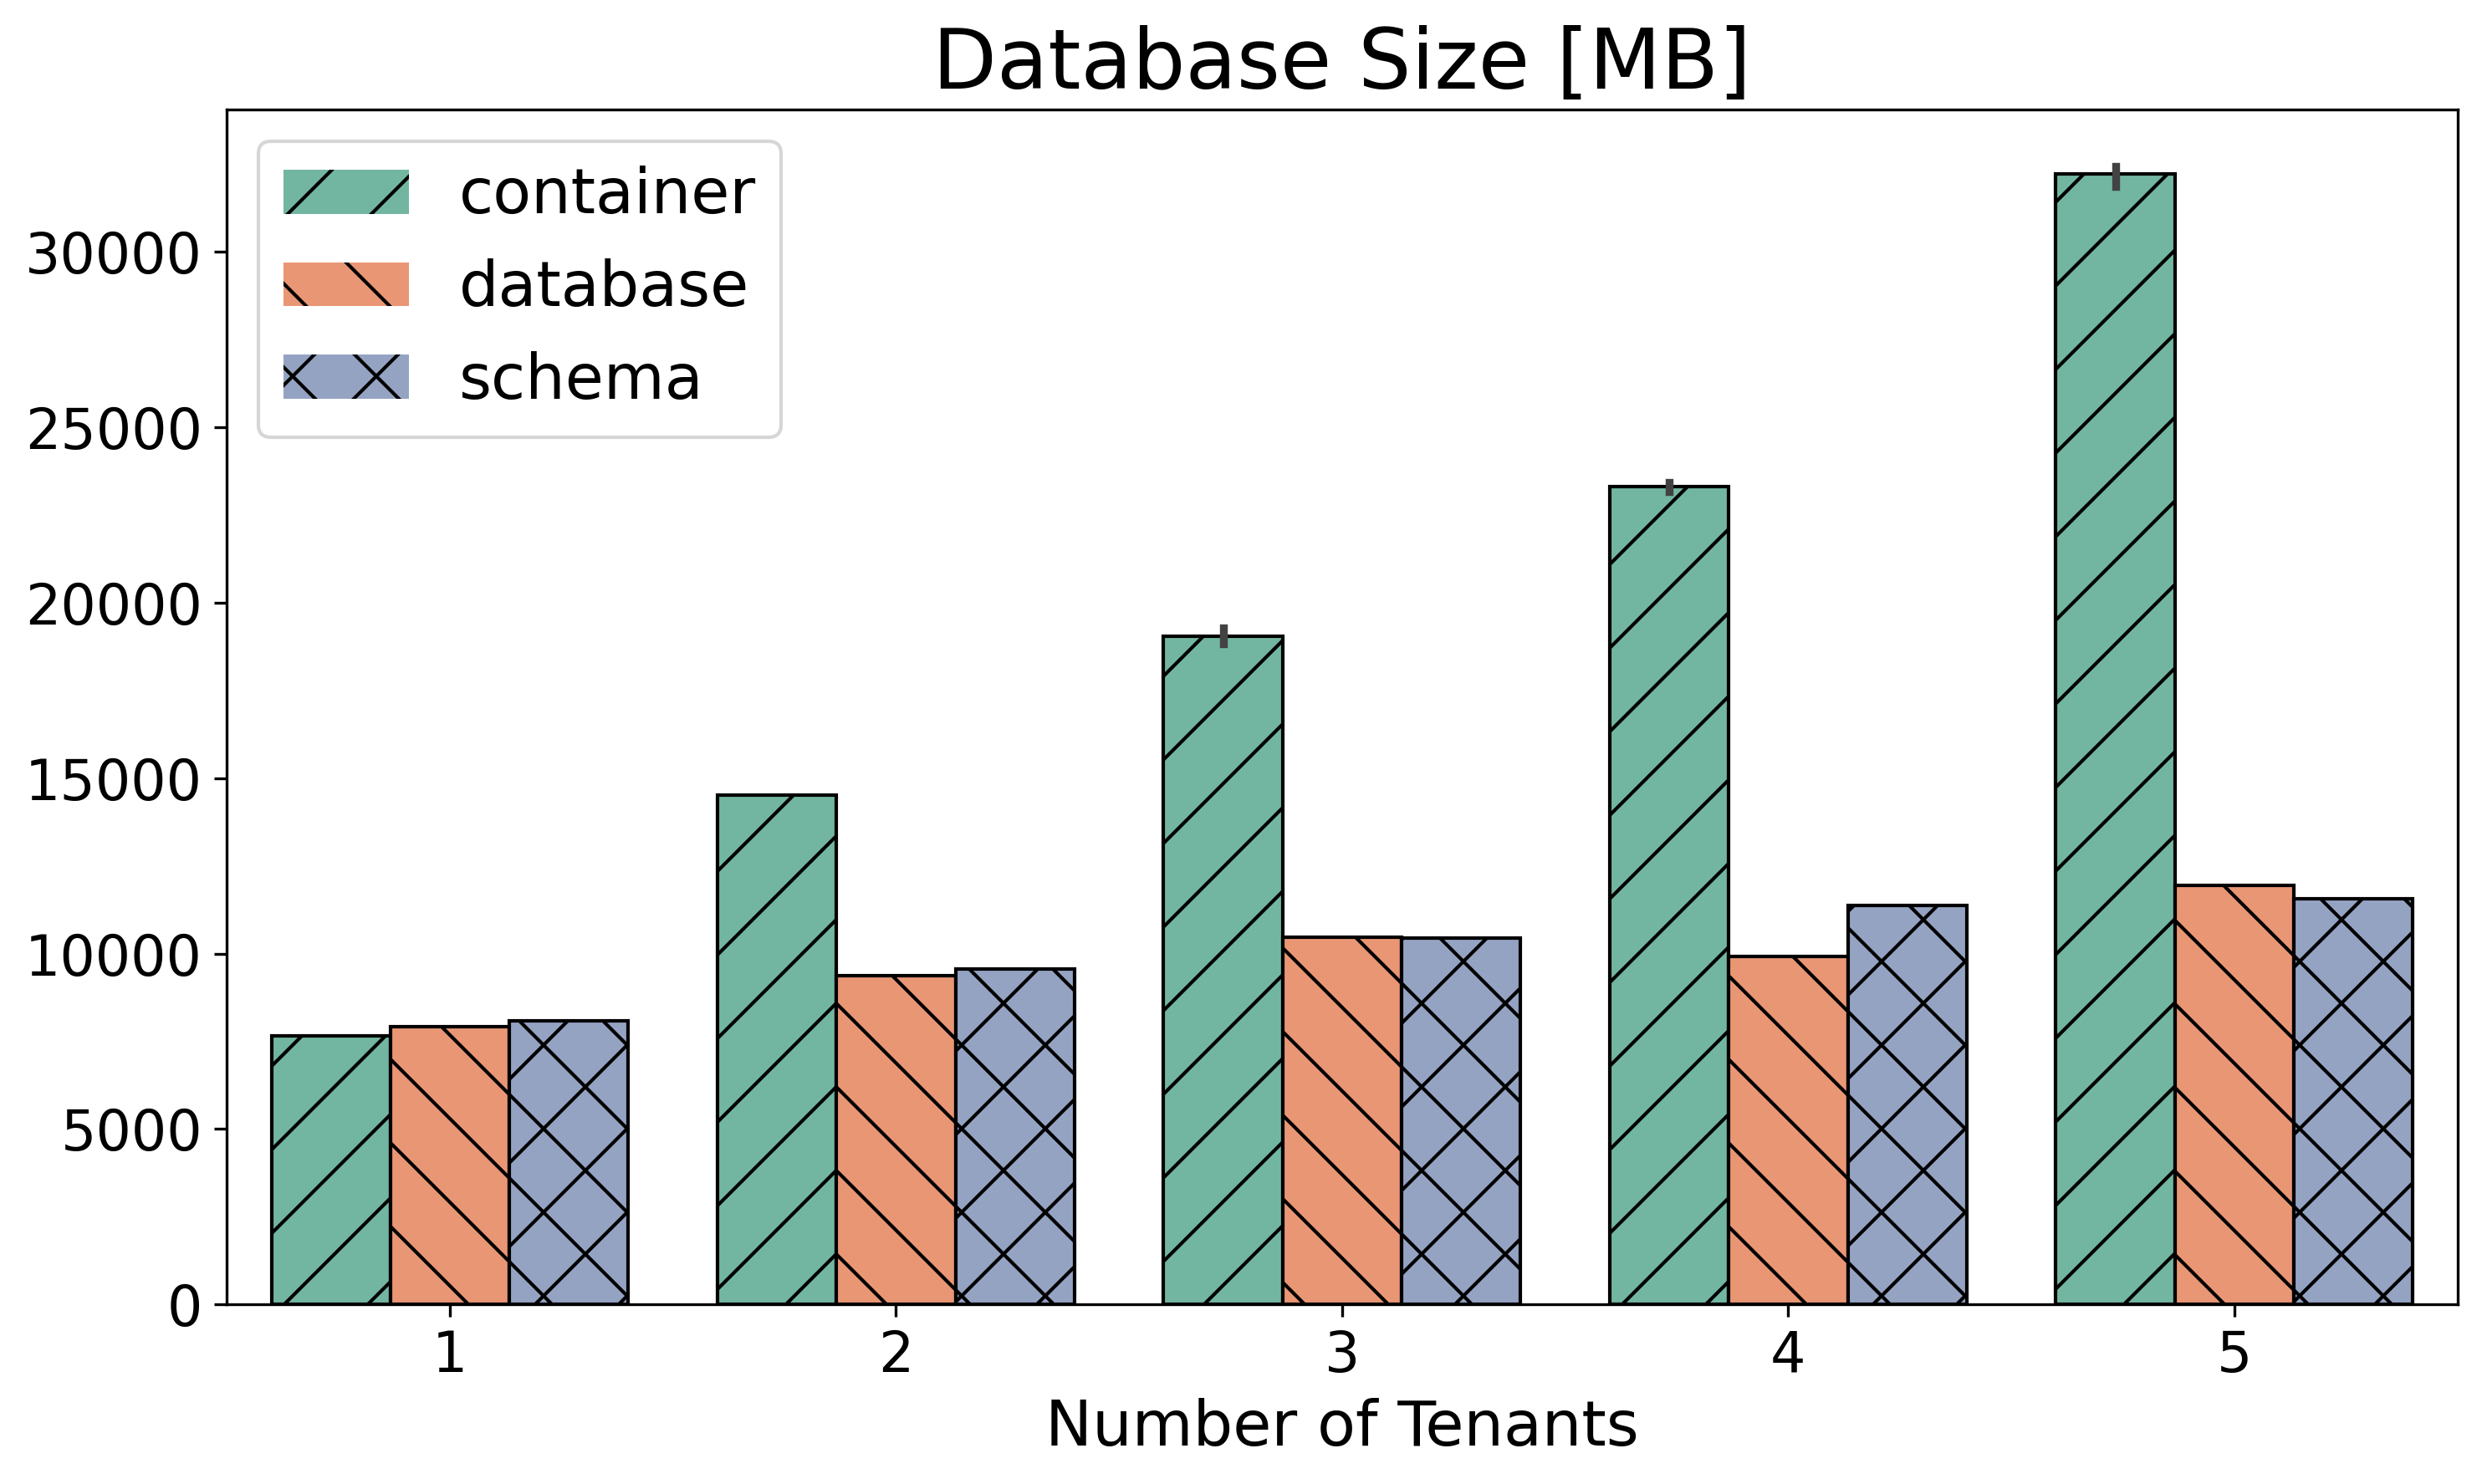 Database Size [MB]
container
database
schema
30000
25000
20000
15000
10000
5000
0
1 2 3 4 5
Number of Tenants